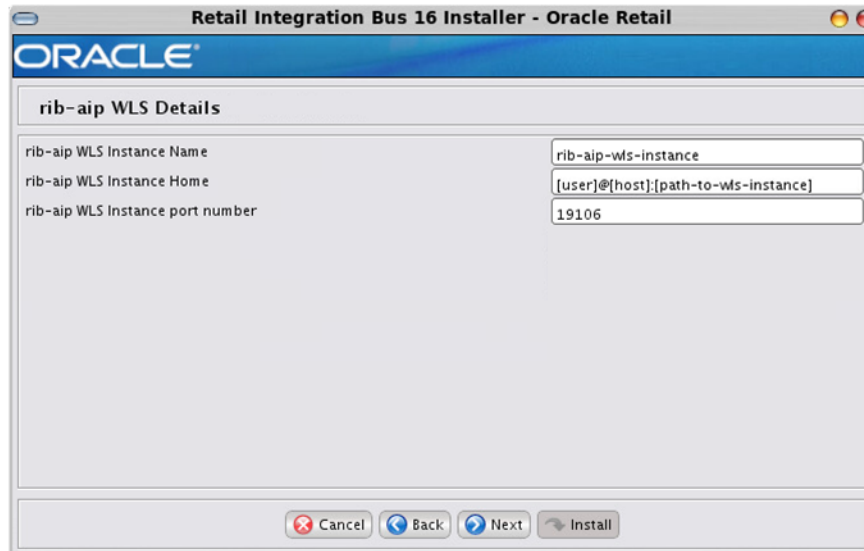 Retail Integration Bus 16 Installer - Oracle Retail
ORACLE®
rib-aip WLS Details
rib-aip WLS Instance Name rib-aip-wls-instance
rib-aip WLS Instance Home [user]@[host]:[path-to-wls-instance]
rib-aip WLS Instance port number 19106
Cancel Back Next Install